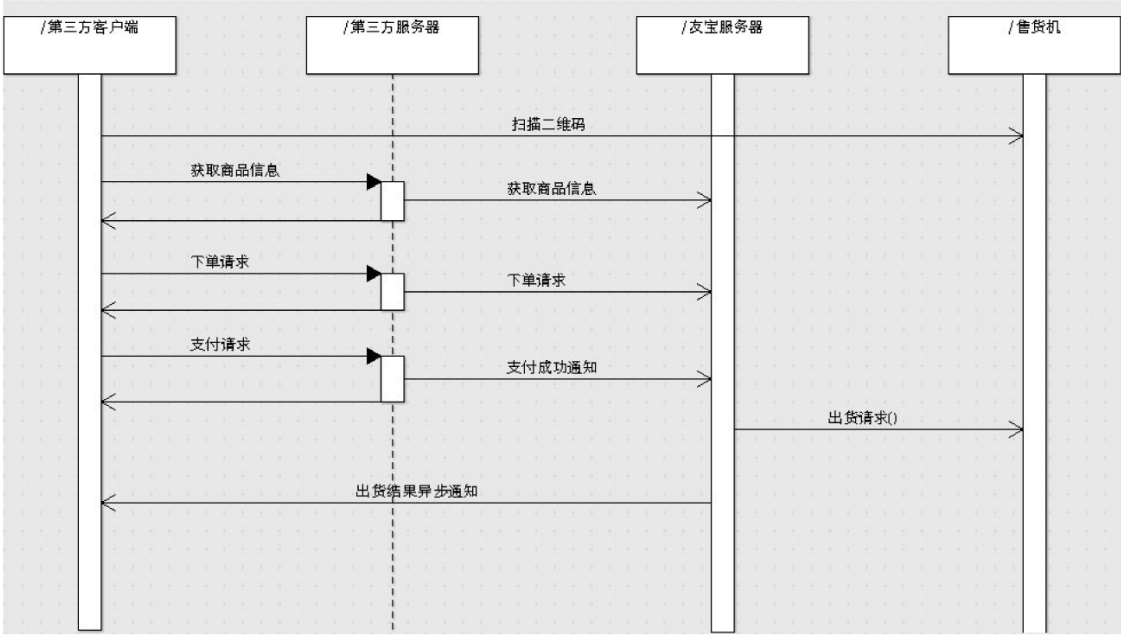 /第三方客户端
/第三方服务器
/友宝服务器
/售货机
扫描二维码
获取商品信息
获取商品信息
下单请求
下单请求
支付请求
支付成功通知
出货请求()
出货结果异步通知